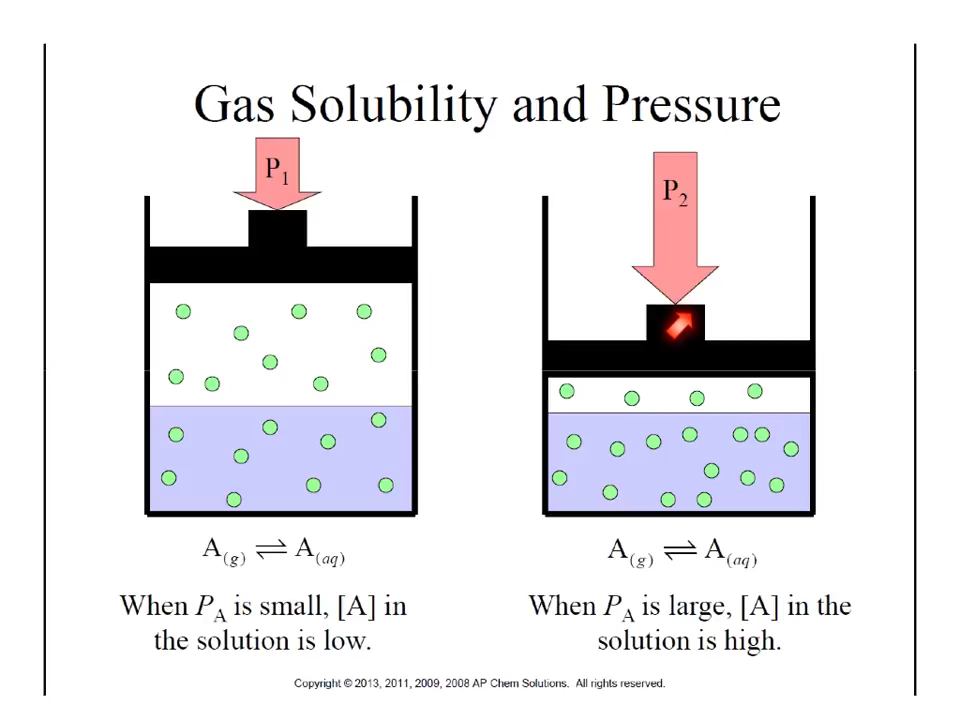 Gas Solubility and Pressure
P1
P2
A(g) ⇌ A(aq)
A(g) ⇌ A(aq)
When PA is small, [A] in
the solution is low.
When PA is large, [A] in the
solution is high.
Copyright © 2013, 2011, 2009, 2008 AP Chem Solutions. All rights reserved.